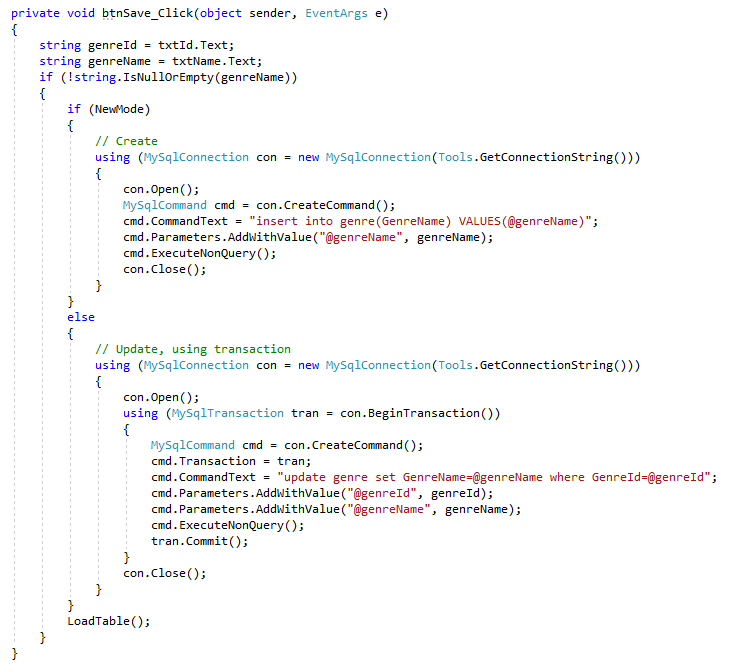 private void btnSave_Click(object sender, EventArgs e)
{
    string genreId = txtId.Text;
    string genreName = txtName.Text;
    if (!string.IsNullOrEmpty(genreName))
    {
        if (NewMode)
        {
            // Create
            using (MySqlConnection con = new MySqlConnection(Tools.GetConnectionString()))
            {
                con.Open();
                MySqlCommand cmd = con.CreateCommand();
                cmd.CommandText = "insert into genre(GenreName) VALUES(@genreName)";
                cmd.Parameters.AddWithValue("@genreName", genreName);
                cmd.ExecuteNonQuery();
                con.Close();
            }
        }
        else
        {
            // Update, using transaction
            using (MySqlConnection con = new MySqlConnection(Tools.GetConnectionString()))
            {
                con.Open();
                using (MySqlTransaction tran = con.BeginTransaction())
                {
                    MySqlCommand cmd = con.CreateCommand();
                    cmd.Transaction = tran;
                    cmd.CommandText = "update genre set GenreName=@genreName where GenreId=@genreId";
                    cmd.Parameters.AddWithValue("@genreId", genreId);
                    cmd.Parameters.AddWithValue("@genreName", genreName);
                    cmd.ExecuteNonQuery();
                    tran.Commit();
                }
                con.Close();
            }
        }
        LoadTable();
    }
}